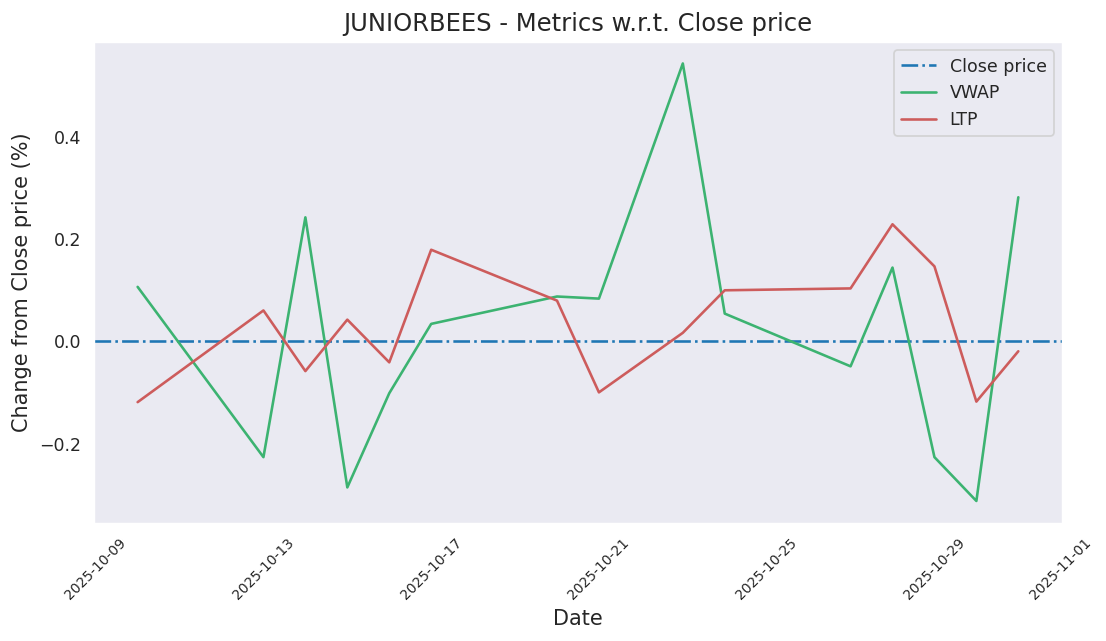 JUNIORBEES - Metrics w.r.t. Close price
Close price
VWAP
LTP
Change from Close price (%)
0.4
0.2
0.0
−0.2
2025-10-09
2025-10-13
2025-10-17
2025-10-21
2025-10-25
2025-10-29
2025-11-01
Date